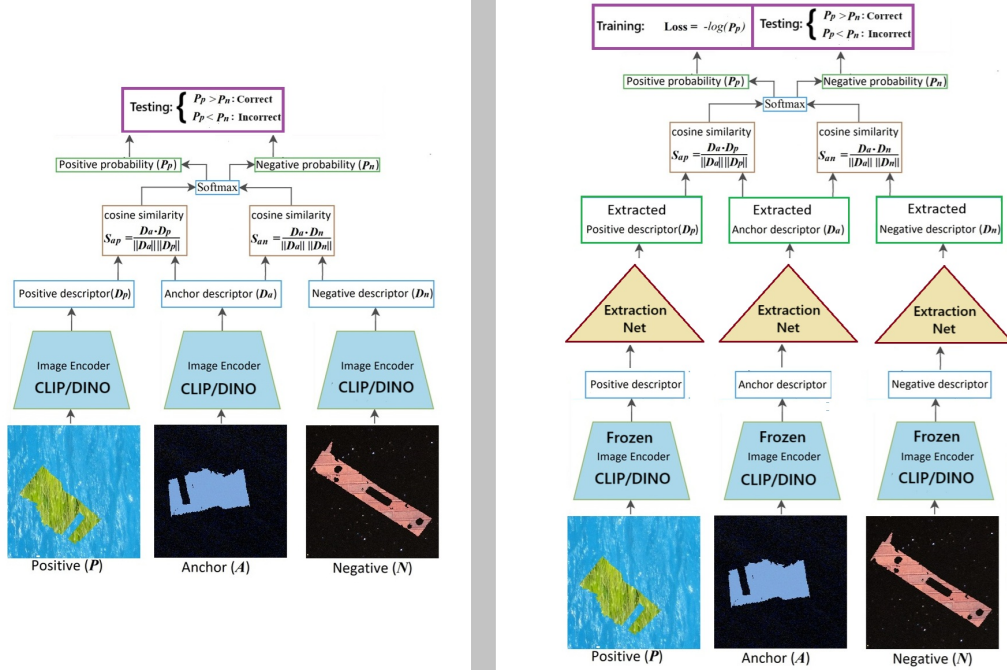 Testing: { Pp > Pn : Correct
Pp < Pn : Incorrect
Positive probability (Pp)
Negative probability (Pn)
Softmax
cosine similarity
Sap = Da · Dp / ||Da|| ||Dp||
cosine similarity
San = Da · Dn / ||Da|| ||Dn||
Positive descriptor(Dp)
Anchor descriptor (Da)
Negative descriptor (Dn)
Image Encoder
CLIP/DINO
Image Encoder
CLIP/DINO
Image Encoder
CLIP/DINO
Positive (P)
Anchor (A)
Negative (N)
Training: Loss = -log(Pp)
Testing: { Pp > Pn : Correct
Pp < Pn : Incorrect
Positive probability (Pp)
Negative probability (Pn)
Softmax
cosine similarity
Sap = Da · Dp / ||Da|| ||Dp||
cosine similarity
San = Da · Dn / ||Da|| ||Dn||
Extracted
Positive descriptor (Dp)
Extracted
Anchor descriptor (Da)
Extracted
Negative descriptor (Dn)
Extraction
Net
Extraction
Net
Extraction
Net
Positive descriptor
Anchor descriptor
Negative descriptor
Frozen
Image Encoder
CLIP/DINO
Frozen
Image Encoder
CLIP/DINO
Frozen
Image Encoder
CLIP/DINO
Positive (P)
Anchor (A)
Negative (N)